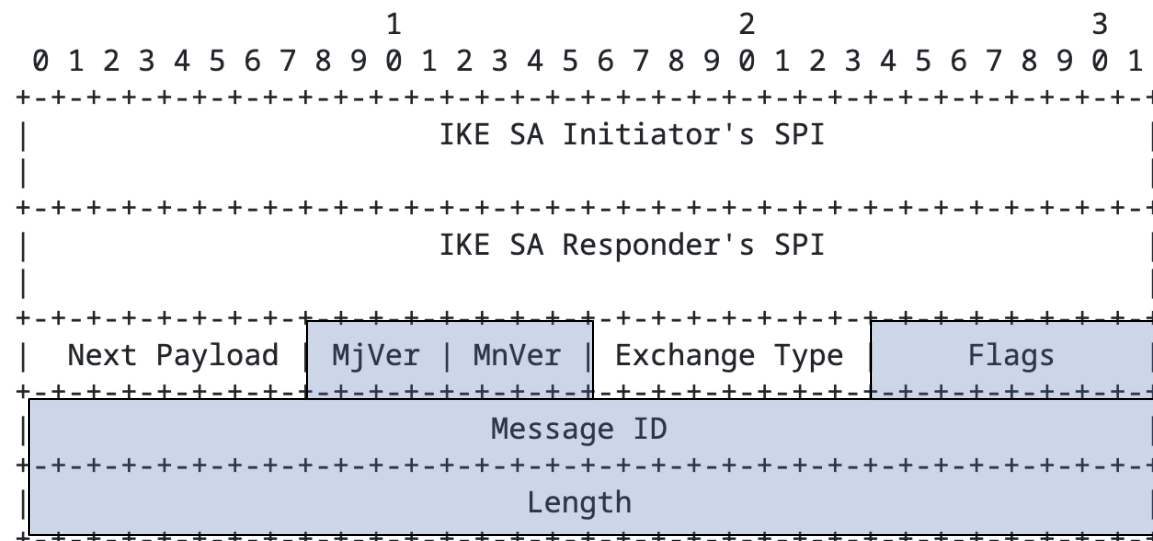 1 2 3
0 1 2 3 4 5 6 7 8 9 0 1 2 3 4 5 6 7 8 9 0 1 2 3 4 5 6 7 8 9 0 1
+-+-+-+-+-+-+-+-+-+-+-+-+-+-+-+-+-+-+-+-+-+-+-+-+-+-+-+-+-+-+-+-+
| IKE SA Initiator's SPI |
| |
+-+-+-+-+-+-+-+-+-+-+-+-+-+-+-+-+-+-+-+-+-+-+-+-+-+-+-+-+-+-+-+-+
| IKE SA Responder's SPI |
| |
+-+-+-+-+-+-+-+-+-+-+-+-+-+-+-+-+-+-+-+-+-+-+-+-+-+-+-+-+-+-+-+-+
| Next Payload | MjVer | MnVer | Exchange Type | Flags |
+-+-+-+-+-+-+-+-+-+-+-+-+-+-+-+-+-+-+-+-+-+-+-+-+-+-+-+-+-+-+-+-+
| Message ID |
+-+-+-+-+-+-+-+-+-+-+-+-+-+-+-+-+-+-+-+-+-+-+-+-+-+-+-+-+-+-+-+-+
| Length |
+-+-+-+-+-+-+-+-+-+-+-+-+-+-+-+-+-+-+-+-+-+-+-+-+-+-+-+-+-+-+-+-+